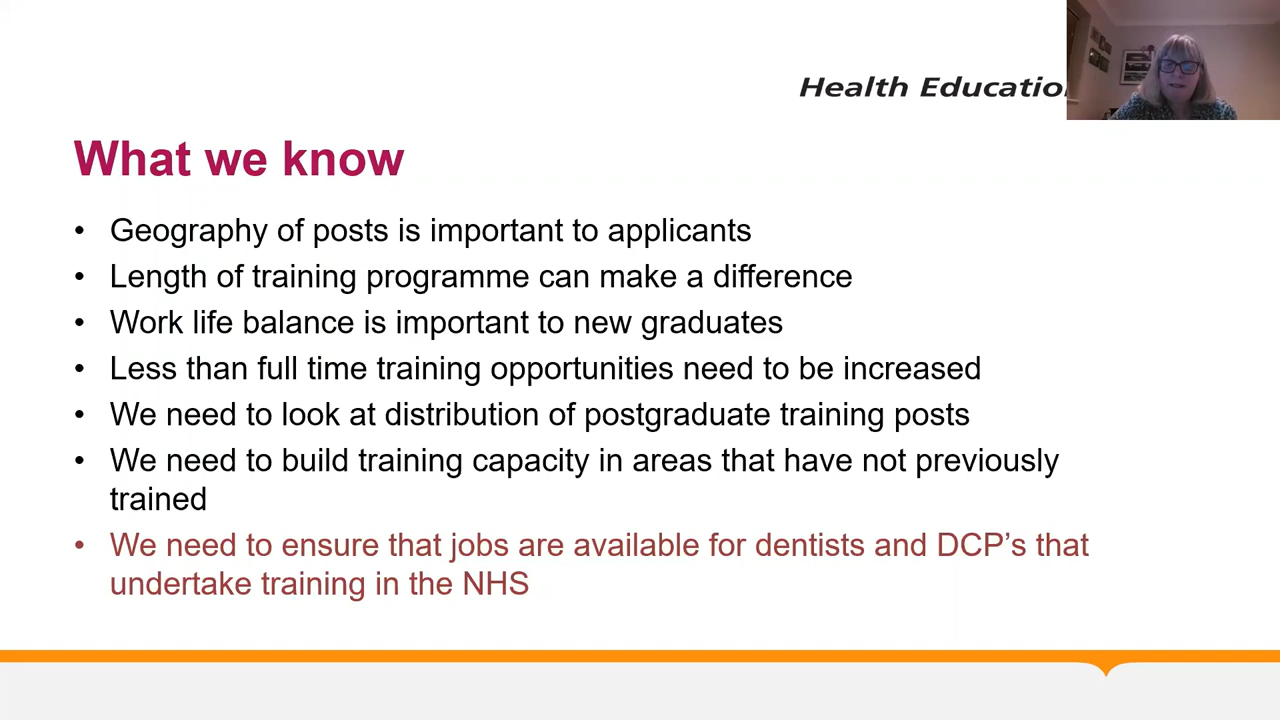 Health Education
What we know
• Geography of posts is important to applicants
• Length of training programme can make a difference
• Work life balance is important to new graduates
• Less than full time training opportunities need to be increased
• We need to look at distribution of postgraduate training posts
• We need to build training capacity in areas that have not previously
trained
• We need to ensure that jobs are available for dentists and DCP’s that
undertake training in the NHS